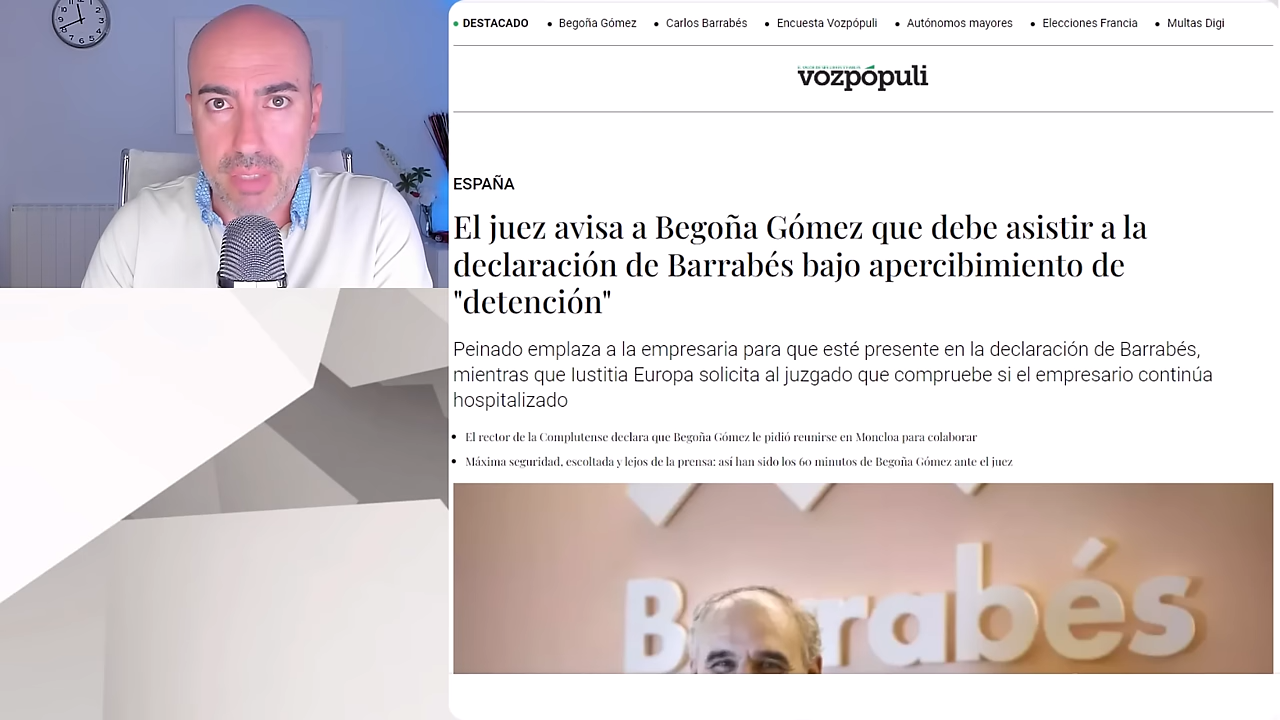 DESTACADO • Begoña Gómez • Carlos Barrabés • Encuesta Vozpópuli • Autónomos mayores • Elecciones Francia • Multas Digi
vozpópuli
ESPAÑA
El juez avisa a Begoña Gómez que debe asistir a la
declaración de Barrabés bajo apercibimiento de
"detención"
Peinado emplaza a la empresaria para que esté presente en la declaración de Barrabés,
mientras que Iustitia Europa solicita al juzgado que compruebe si el empresario continúa
hospitalizado
• El rector de la Complutense declara que Begoña Gómez le pidió reunirse en Moncloa para colaborar
• Máxima seguridad, escoltada y lejos de la prensa: así han sido los 60 minutos de Begoña Gómez ante el juez
Barrabés